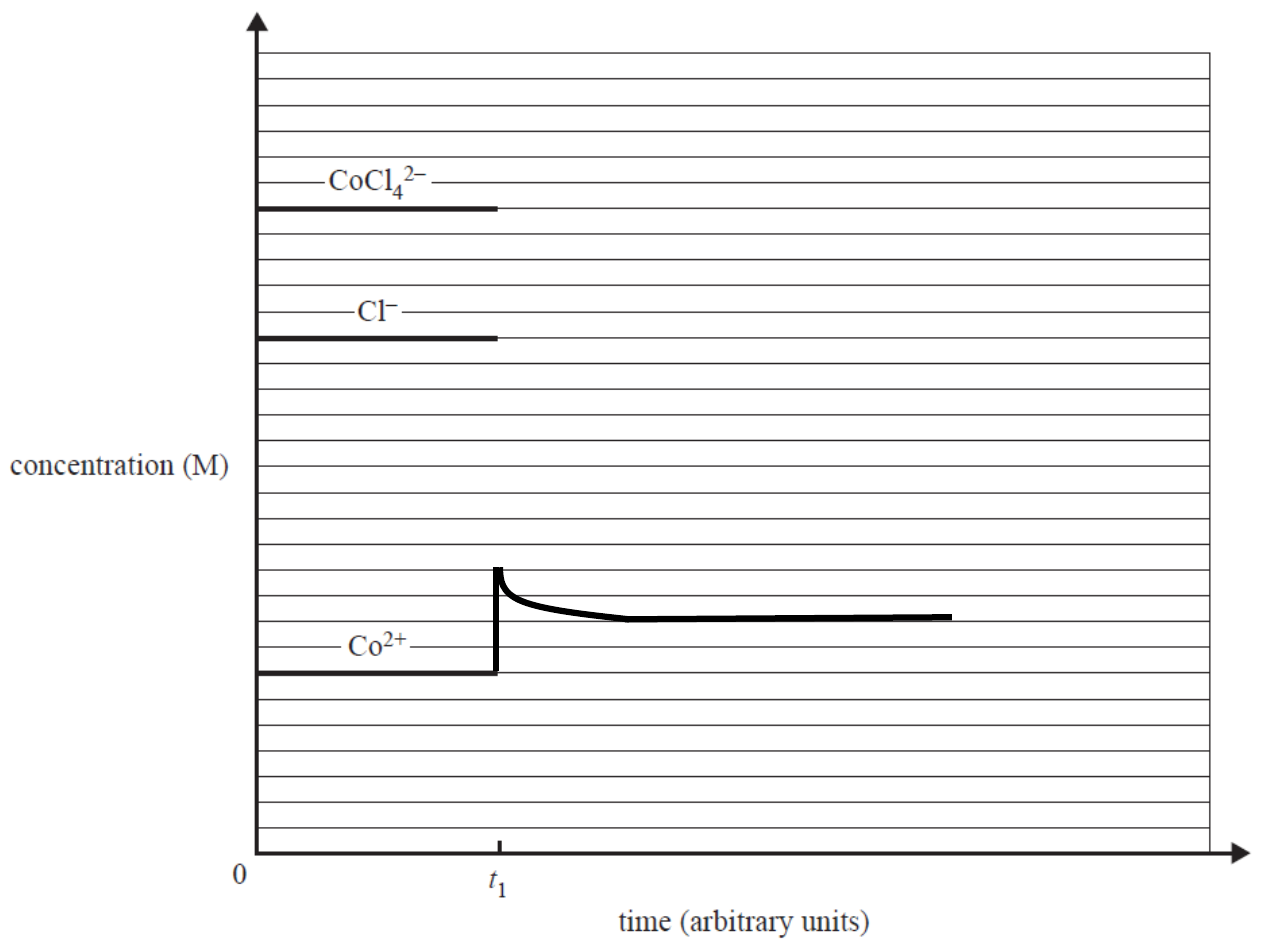 CoCl₄²⁻
Cl⁻
concentration (M)
Co²⁺
0
t₁
time (arbitrary units)